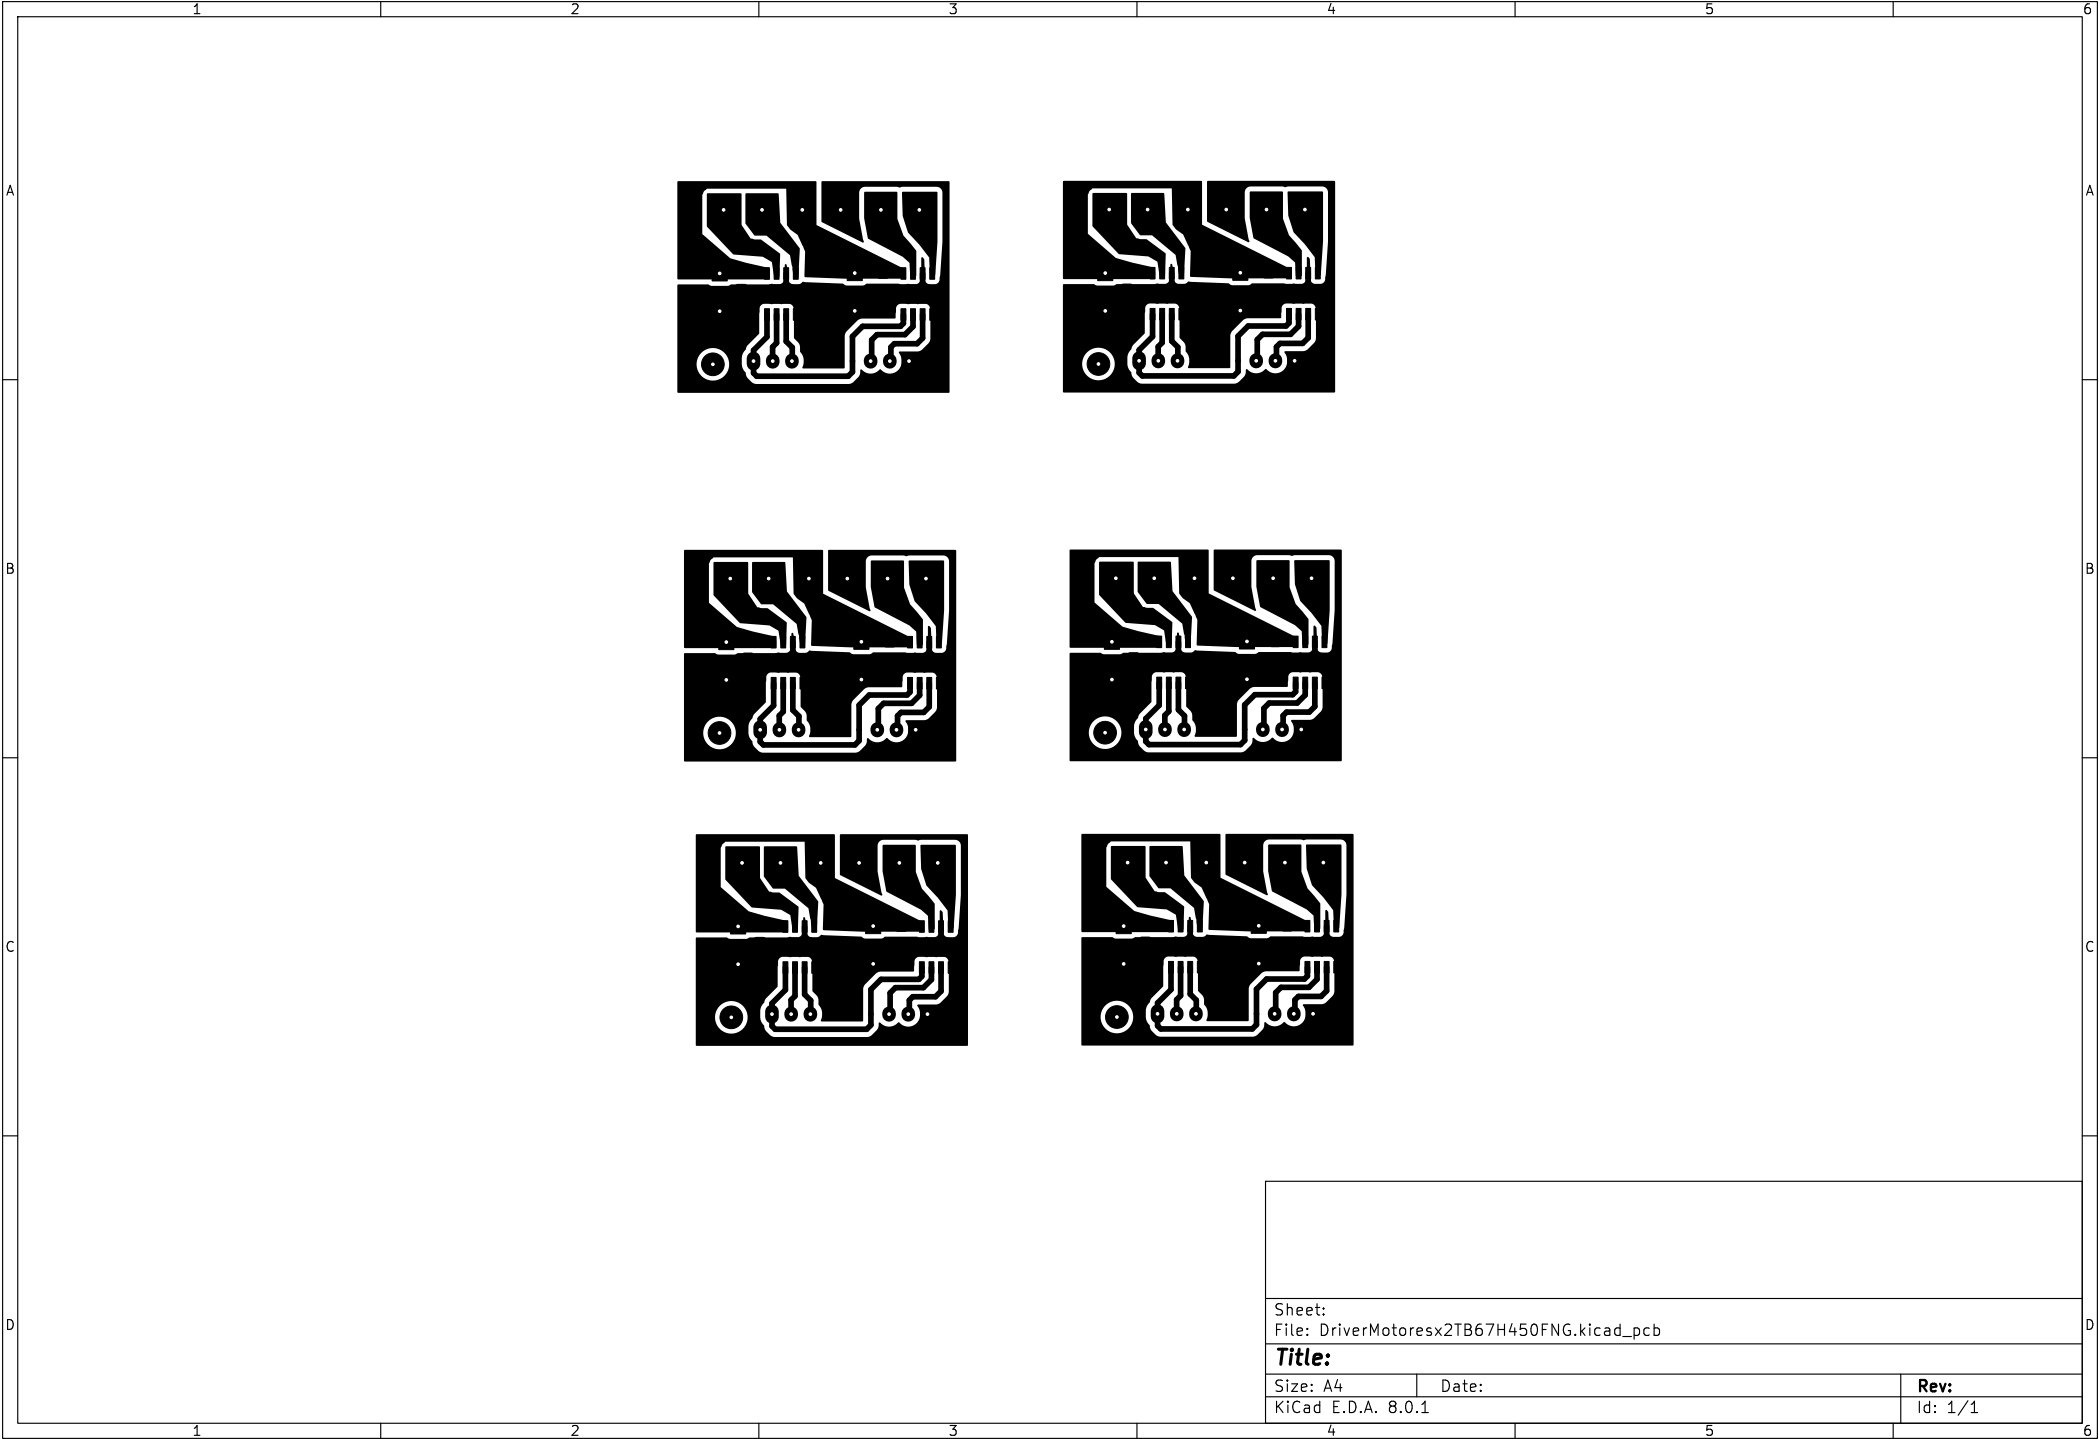 1 2 3 4 5 6
A A
B B
C C
D D
Sheet:
File: DriverMotoresx2TB67H450FNG.kicad_pcb
Title:
Size: A4 Date: Rev:
KiCad E.D.A. 8.0.1 Id: 1/1
1 2 3 4 5 6